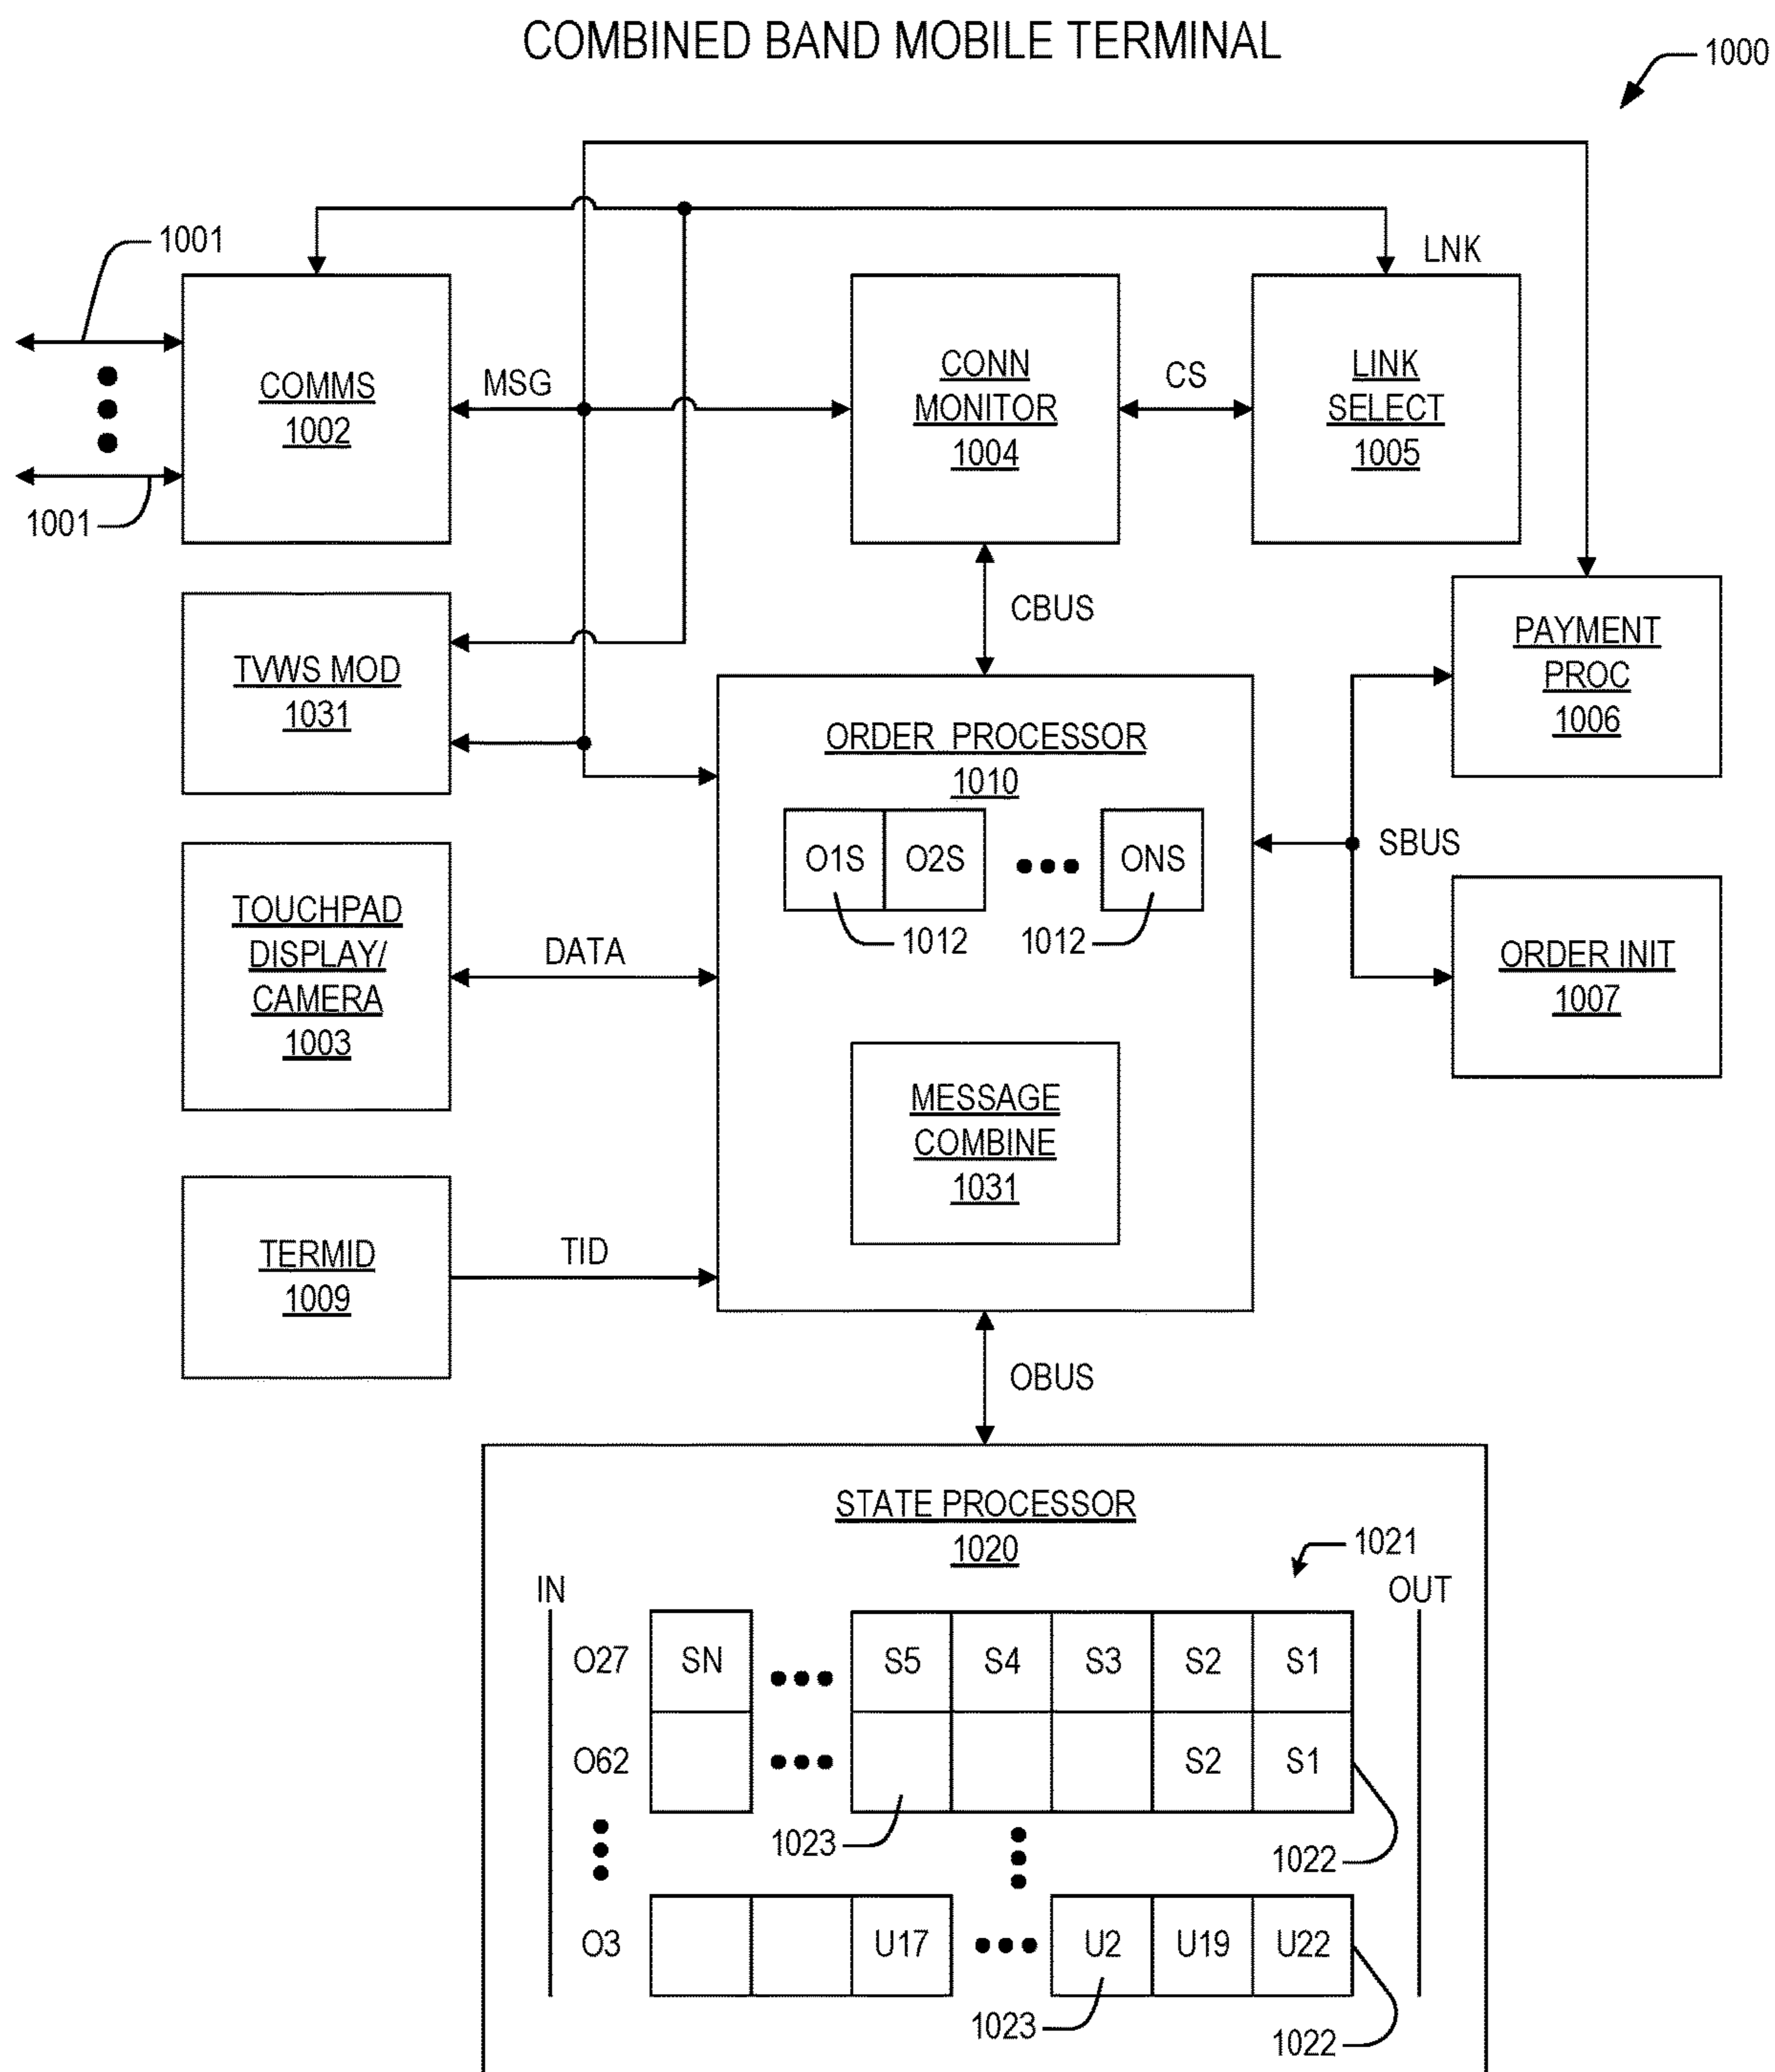 COMBINED BAND MOBILE TERMINAL
1000
1001
LNK
COMMS
1002
MSG
CONN
MONITOR
1004
CS
LINK
SELECT
1005
1001
CBUS
TVWS MOD
1031
PAYMENT
PROC
1006
ORDER PROCESSOR
1010
O1S
O2S
ONS
1012
1012
SBUS
TOUCHPAD
DISPLAY/
CAMERA
1003
DATA
ORDER INIT
1007
MESSAGE
COMBINE
1031
TERMID
1009
TID
OBUS
STATE PROCESSOR
1020
1021
IN
OUT
O27
SN
S5
S4
S3
S2
S1
O62
S2
S1
1023
1022
O3
U17
U2
U19
U22
1023
1022